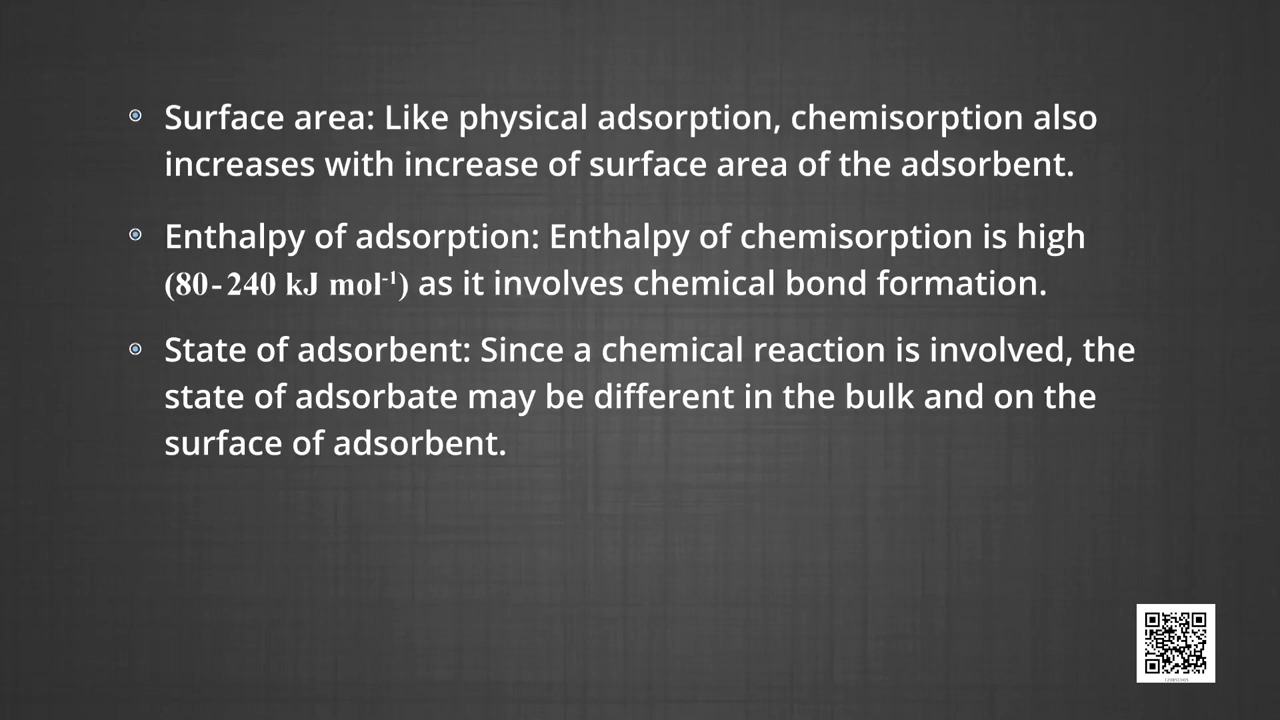 Surface area: Like physical adsorption, chemisorption also
increases with increase of surface area of the adsorbent.
Enthalpy of adsorption: Enthalpy of chemisorption is high
(80-240 kJ mol⁻¹) as it involves chemical bond formation.
State of adsorbent: Since a chemical reaction is involved, the
state of adsorbate may be different in the bulk and on the
surface of adsorbent.